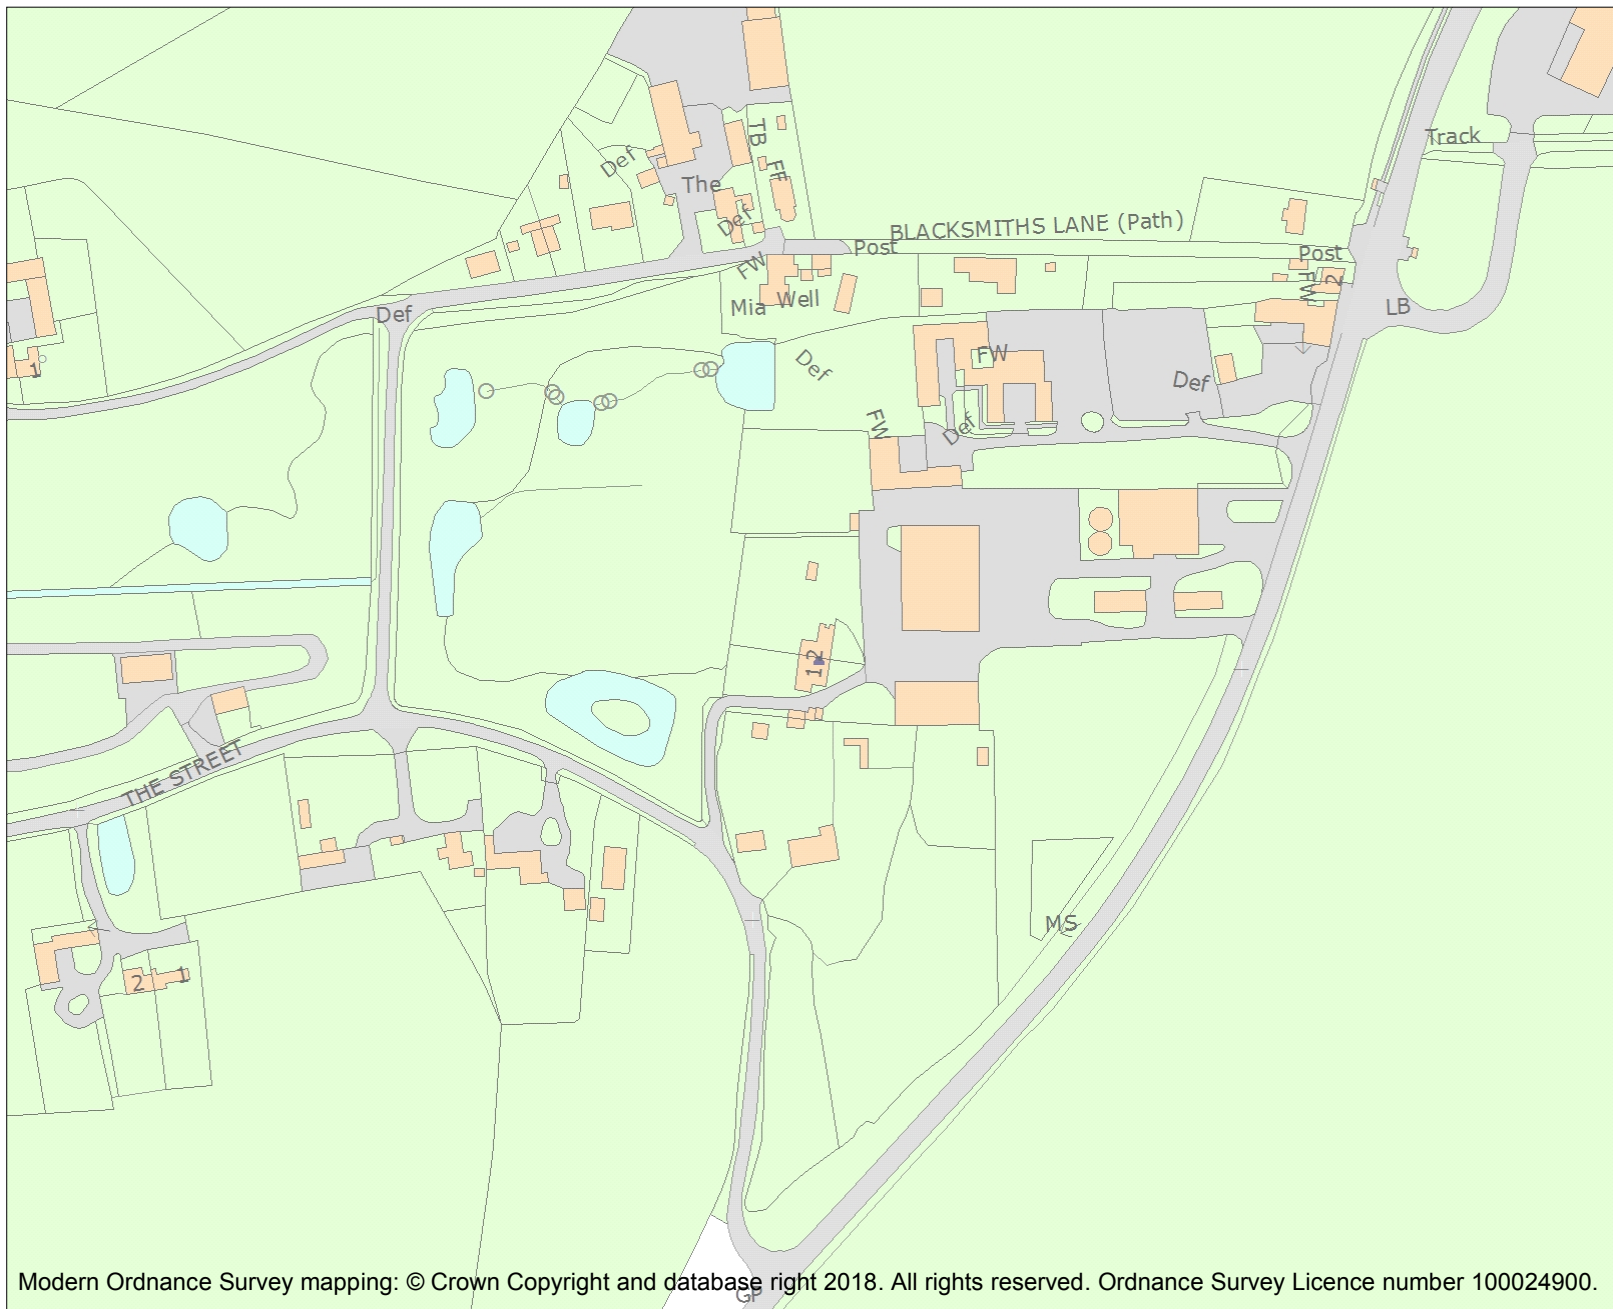 TB
Track
Def
FF
The
Def
BLACKSMITHS LANE (Path)
Post
Post
FW
FW
2
Mia
Well
LB
Def
1
FW
Def
Def
FW
Def
12
THE STREET
MS
2
1
GP
Modern Ordnance Survey mapping: © Crown Copyright and database right 2018. All rights reserved. Ordnance Survey Licence number 100024900.